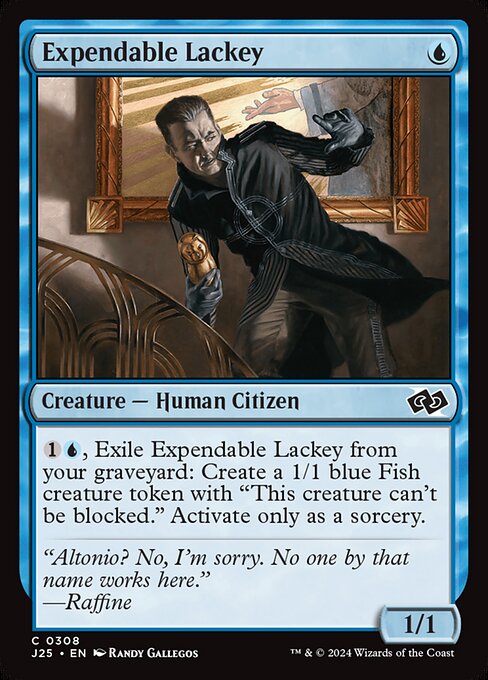 Expendable Lackey
Creature — Human Citizen
1, Exile Expendable Lackey from
your graveyard: Create a 1/1 blue Fish
creature token with “This creature can’t
be blocked.” Activate only as a sorcery.
“Altonio? No, I’m sorry. No one by that
name works here.”
—Raffine
1/1
C 0308
J25 • EN RANDY GALLEGOS
™ & © 2024 Wizards of the Coast